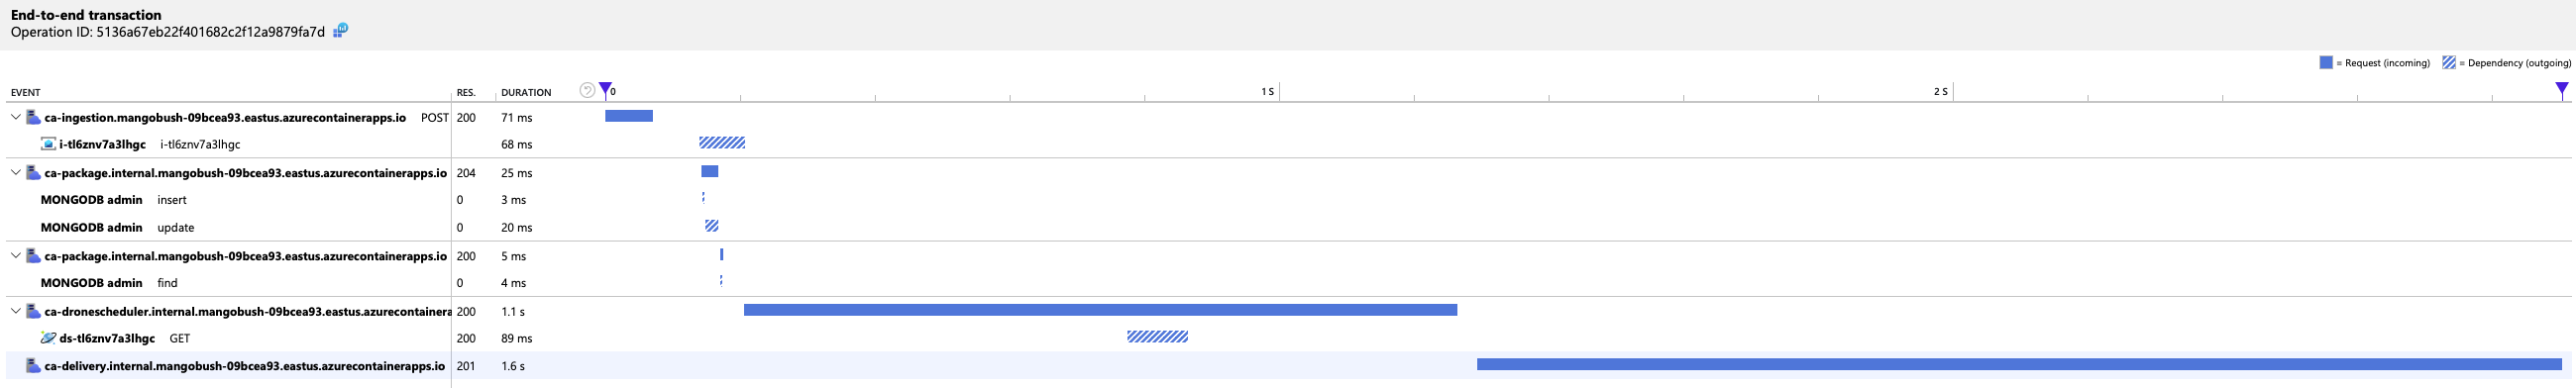 End-to-end transaction
Operation ID: 5136a67eb22f401682c2f12a9879fa7d
= Request (incoming) = Dependency (outgoing)
EVENT RES. DURATION 0 1 S 2 S
ca-ingestion.mangobush-09bcea93.eastus.azurecontainerapps.io POST 200 71 ms
i-tl6znv7a3lhgc i-tl6znv7a3lhgc 68 ms
ca-package.internal.mangobush-09bcea93.eastus.azurecontainerapps.io 204 25 ms
MONGODB admin insert 0 3 ms
MONGODB admin update 0 20 ms
ca-package.internal.mangobush-09bcea93.eastus.azurecontainerapps.io 200 5 ms
MONGODB admin find 0 4 ms
ca-dronescheduler.internal.mangobush-09bcea93.eastus.azurecontainera 200 1.1 s
ds-tl6znv7a3lhgc GET 200 89 ms
ca-delivery.internal.mangobush-09bcea93.eastus.azurecontainerapps.io 201 1.6 s